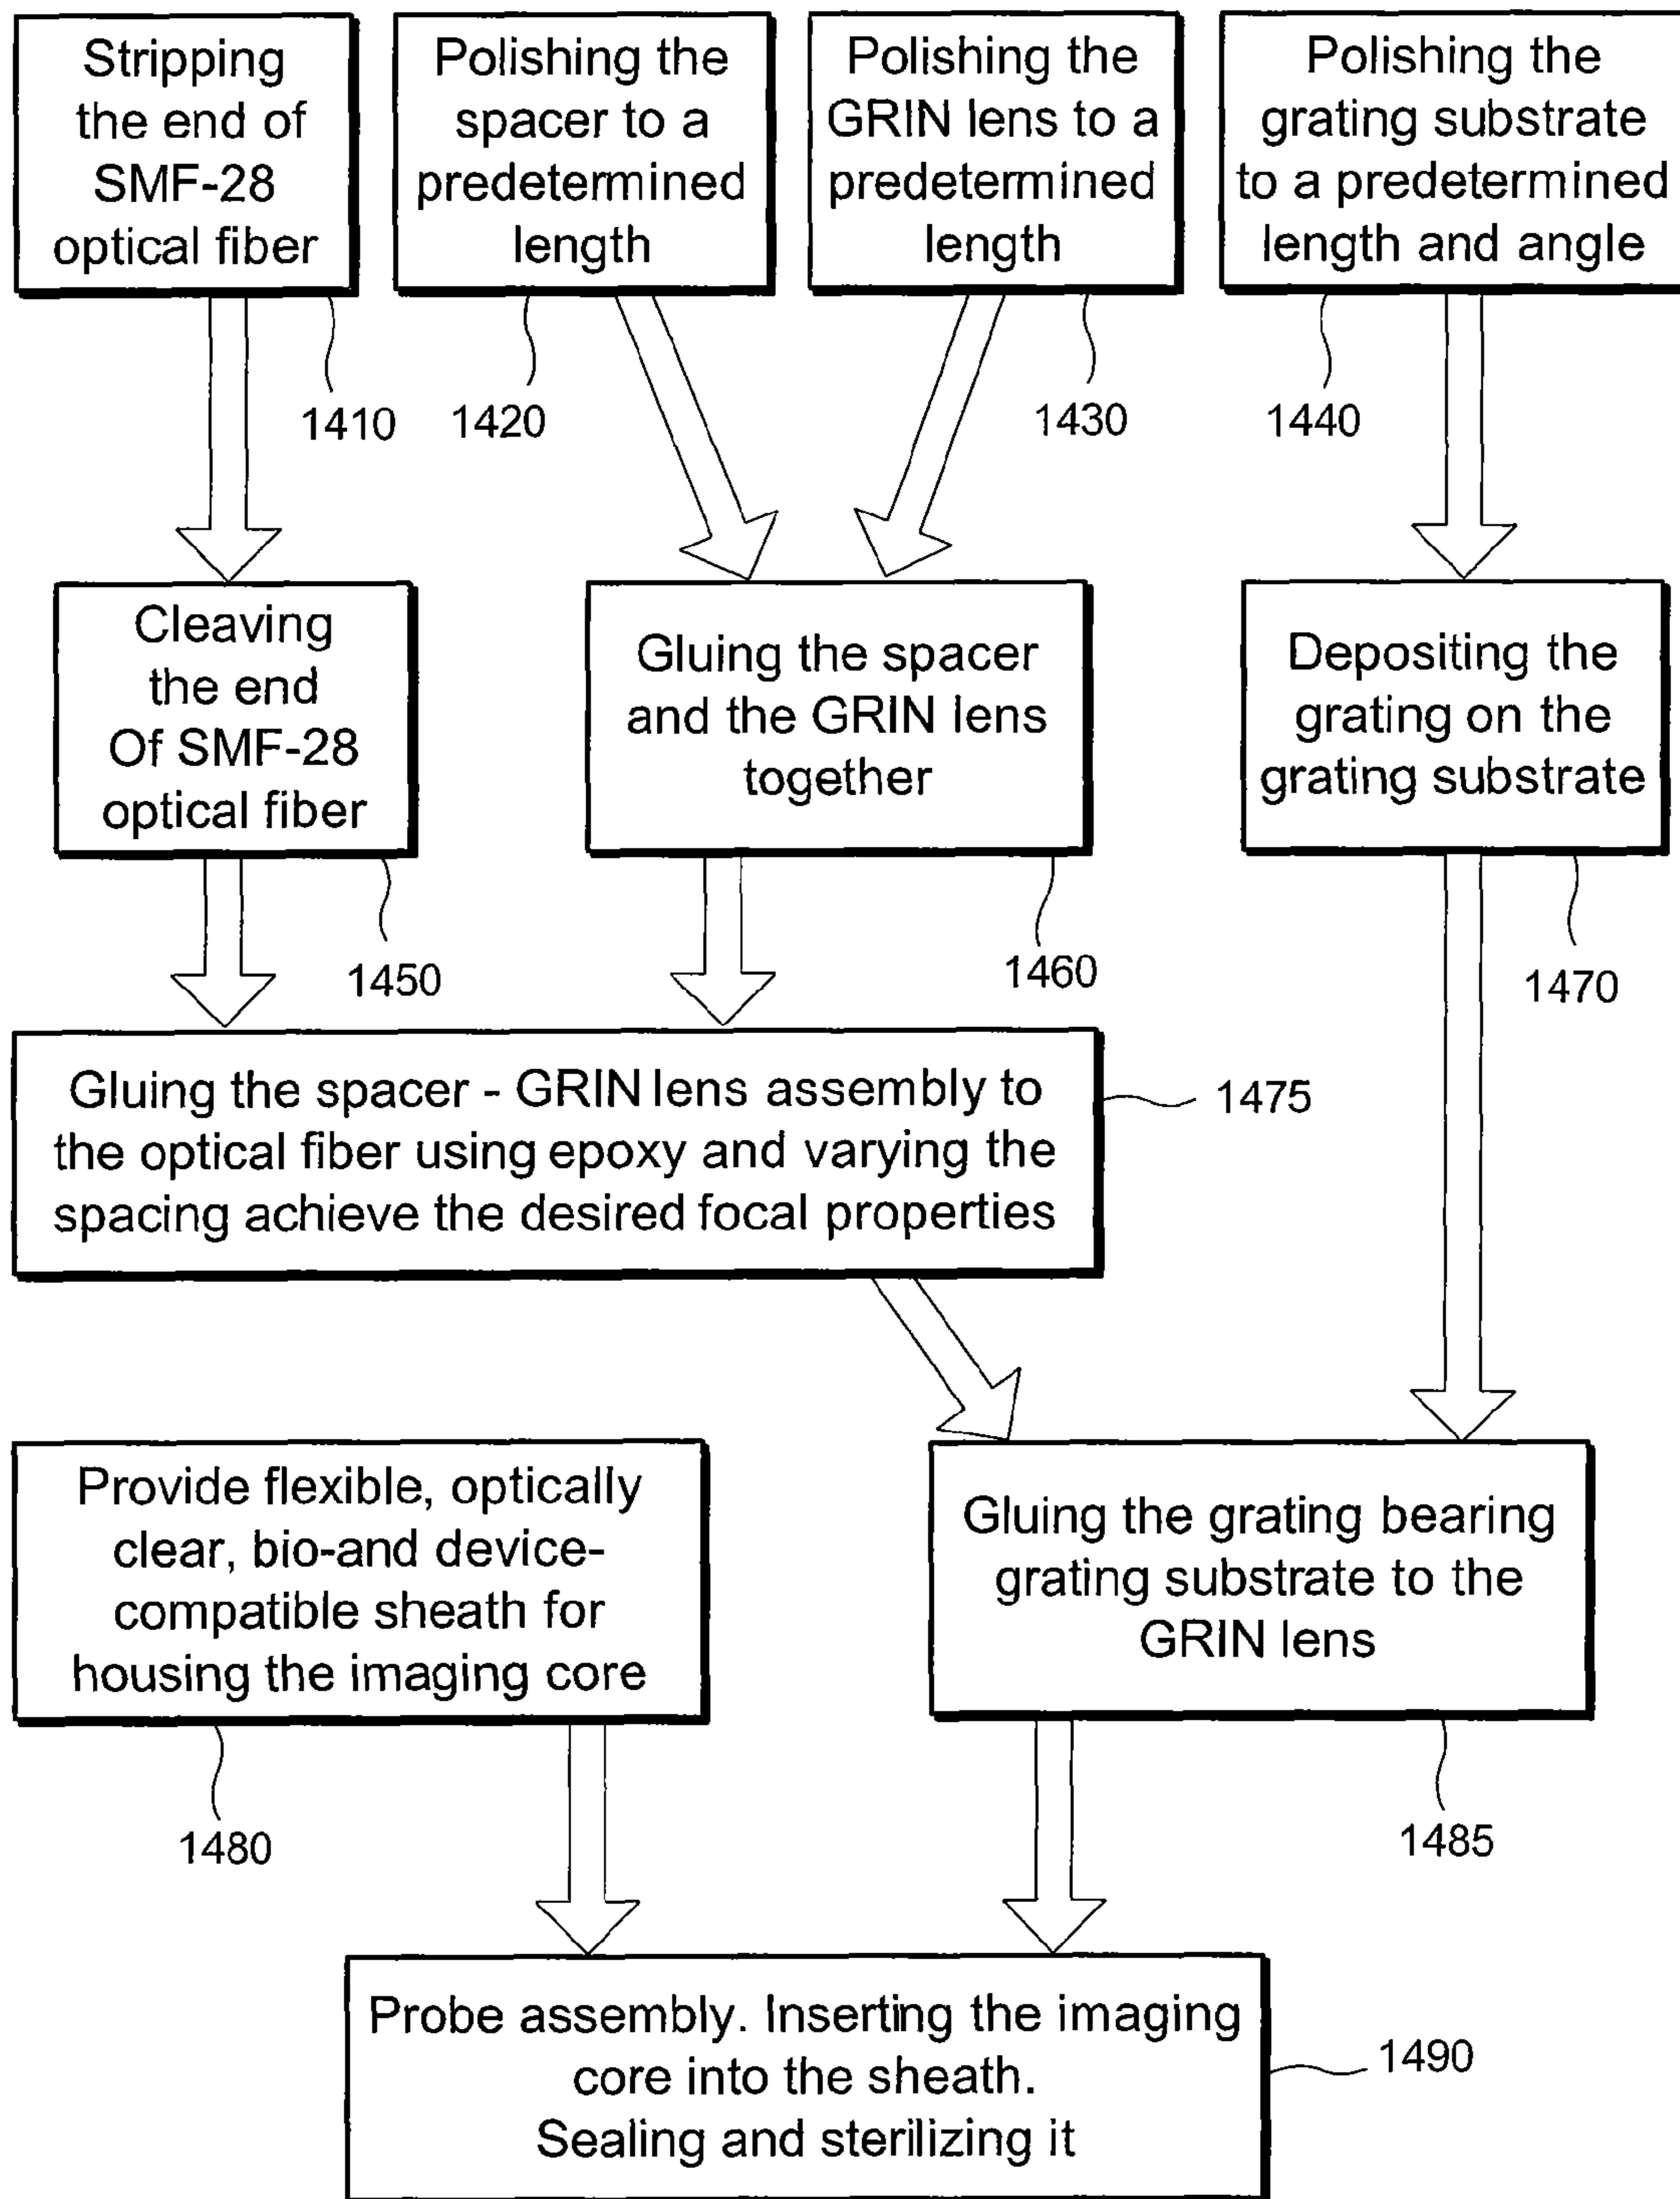 Stripping
the end of
SMF-28
optical fiber
Polishing the
spacer to a
predetermined
length
Polishing the
GRIN lens to a
predetermined
length
Polishing the
grating substrate
to a predetermined
length and angle
1410
1420
1430
1440
Cleaving
the end
Of SMF-28
optical fiber
Gluing the spacer
and the GRIN lens
together
Depositing the
grating on the
grating substrate
1450
1460
1470
Gluing the spacer - GRIN lens assembly to
the optical fiber using epoxy and varying the
spacing achieve the desired focal properties
1475
Provide flexible, optically
clear, bio-and device-
compatible sheath for
housing the imaging core
Gluing the grating bearing
grating substrate to the
GRIN lens
1480
1485
Probe assembly. Inserting the imaging
core into the sheath.
Sealing and sterilizing it
1490